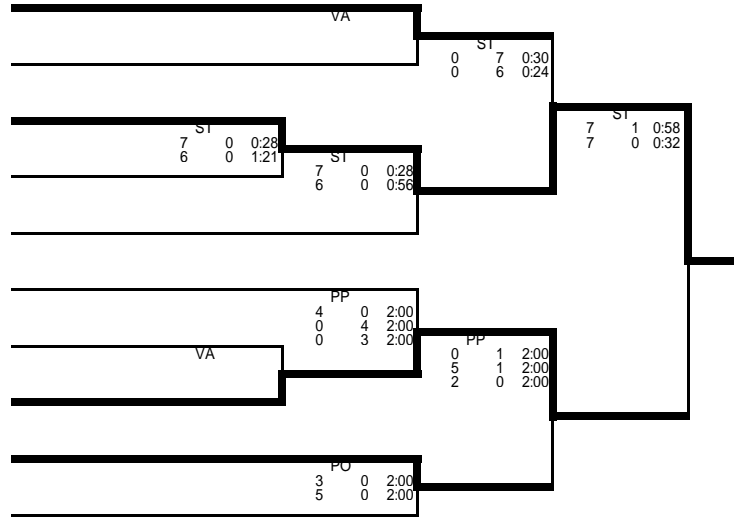 VA
ST
0 7 0:30
0 6 0:24
ST
7 1 0:58
7 0 0:32
ST
7 0 0:28
6 0 1:21
ST
7 0 0:28
6 0 0:56
PP
4 0 2:00
0 4 2:00
0 3 2:00
VA
PP
0 1 2:00
5 1 2:00
2 0 2:00
PO
3 0 2:00
5 0 2:00